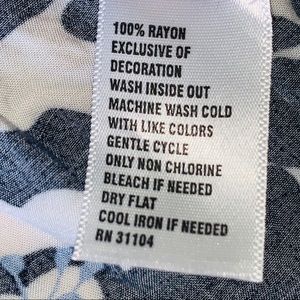 100% RAYON
EXCLUSIVE OF
DECORATION
WASH INSIDE OUT
MACHINE WASH COLD
WITH LIKE COLORS
GENTLE CYCLE
ONLY NON CHLORINE
BLEACH IF NEEDED
DRY FLAT
COOL IRON IF NEEDED
RN 31104